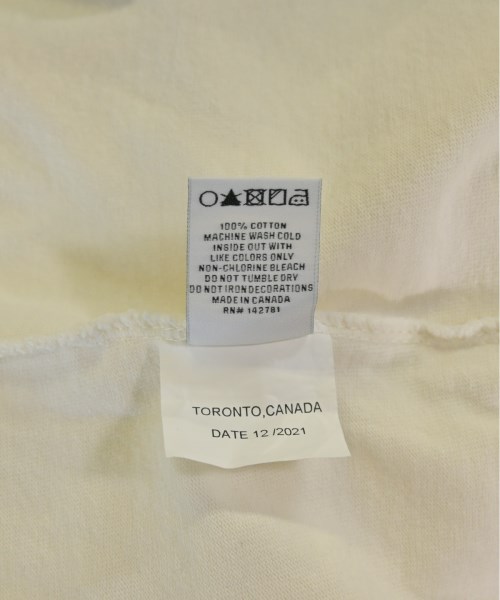 100% COTTON
MACHINE WASH COLD
INSIDE OUT WITH
LIKE COLORS ONLY
NON-CHLORINE BLEACH
DO NOT TUMBLE DRY
DO NOT IRON DECORATIONS
MADE IN CANADA
RN# 142781
TORONTO,CANADA
DATE 12 /2021